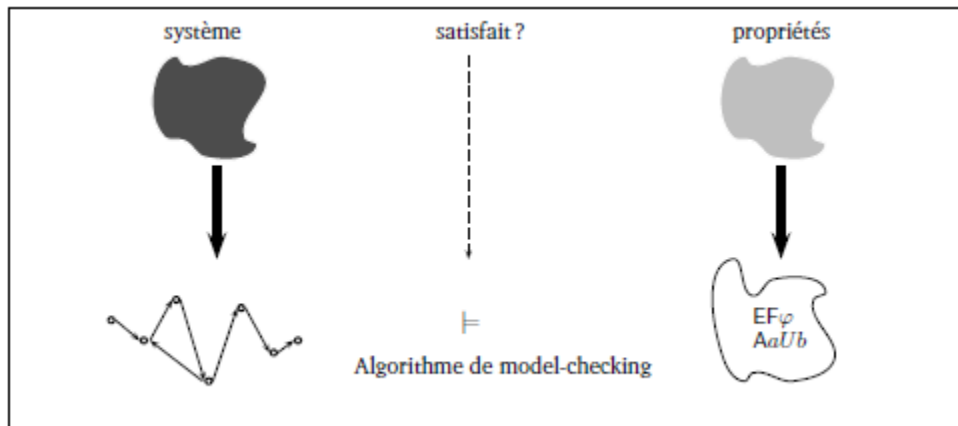 système satisfait ? propriétés
EFφ
AaUb
⊨
Algorithme de model-checking